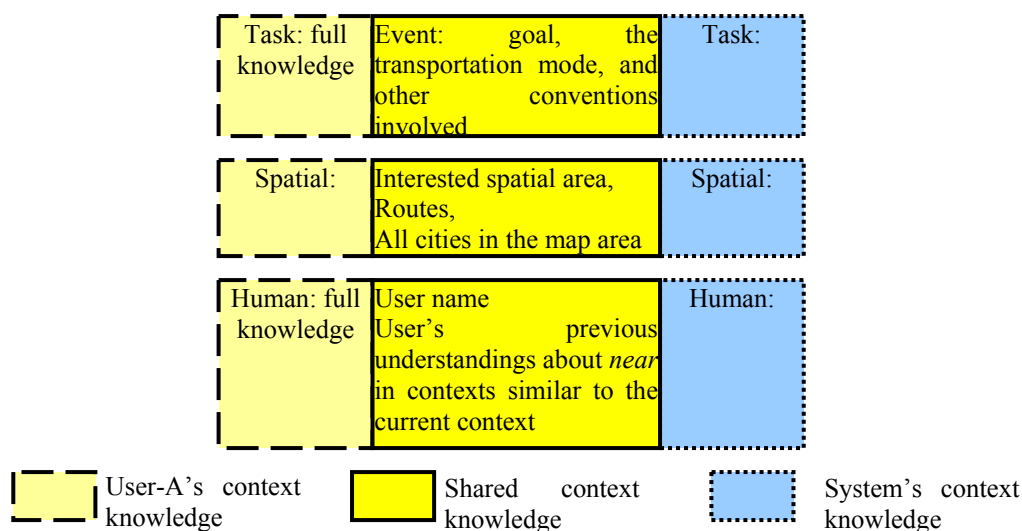 Task: full
knowledge
Event: goal, the
transportation mode, and
other conventions
involved
Task:
Spatial:
Interested spatial area,
Routes,
All cities in the map area
Spatial:
Human: full
knowledge
User name
User's previous
understandings about near
in contexts similar to the
current context
Human:
User-A's context
knowledge
Shared context
knowledge
System's context
knowledge